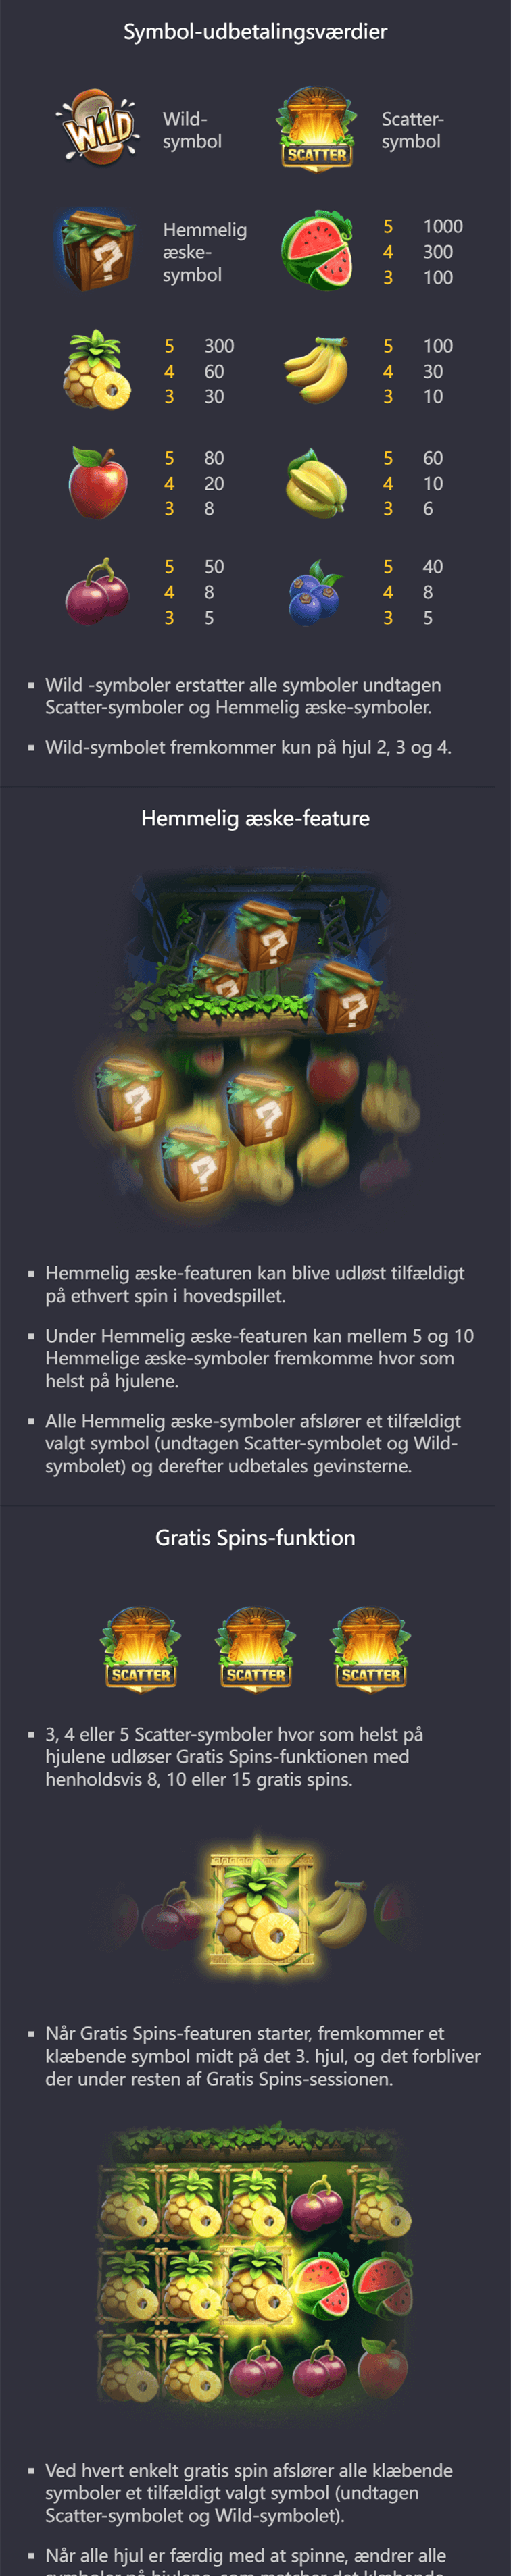 Symbol-udbetalingsværdier
WILD
Wild-
symbol
SCATTER
Scatter-
symbol
?
Hemmelig
æske-
symbol
5 1000
4 300
3 100
5 300
4 60
3 30
5 100
4 30
3 10
5 80
4 20
3 8
5 60
4 10
3 6
5 50
4 8
3 5
5 40
4 8
3 5
▪ Wild -symboler erstatter alle symboler undtagen
Scatter-symboler og Hemmelig æske-symboler.
▪ Wild-symbolet fremkommer kun på hjul 2, 3 og 4.
Hemmelig æske-feature
?
?
?
?
?
?
▪ Hemmelig æske-featuren kan blive udløst tilfældigt
på ethvert spin i hovedspillet.
▪ Under Hemmelig æske-featuren kan mellem 5 og 10
Hemmelige æske-symboler fremkomme hvor som
helst på hjulene.
▪ Alle Hemmelig æske-symboler afslører et tilfældigt
valgt symbol (undtagen Scatter-symbolet og Wild-
symbolet) og derefter udbetales gevinsterne.
Gratis Spins-funktion
SCATTER SCATTER SCATTER
▪ 3, 4 eller 5 Scatter-symboler hvor som helst på
hjulene udløser Gratis Spins-funktionen med
henholdsvis 8, 10 eller 15 gratis spins.
▪ Når Gratis Spins-featuren starter, fremkommer et
klæbende symbol midt på det 3. hjul, og det forbliver
der under resten af Gratis Spins-sessionen.
▪ Ved hvert enkelt gratis spin afslører alle klæbende
symboler et tilfældigt valgt symbol (undtagen
Scatter-symbolet og Wild-symbolet).
▪ Når alle hjul er færdig med at spinne, ændrer alle